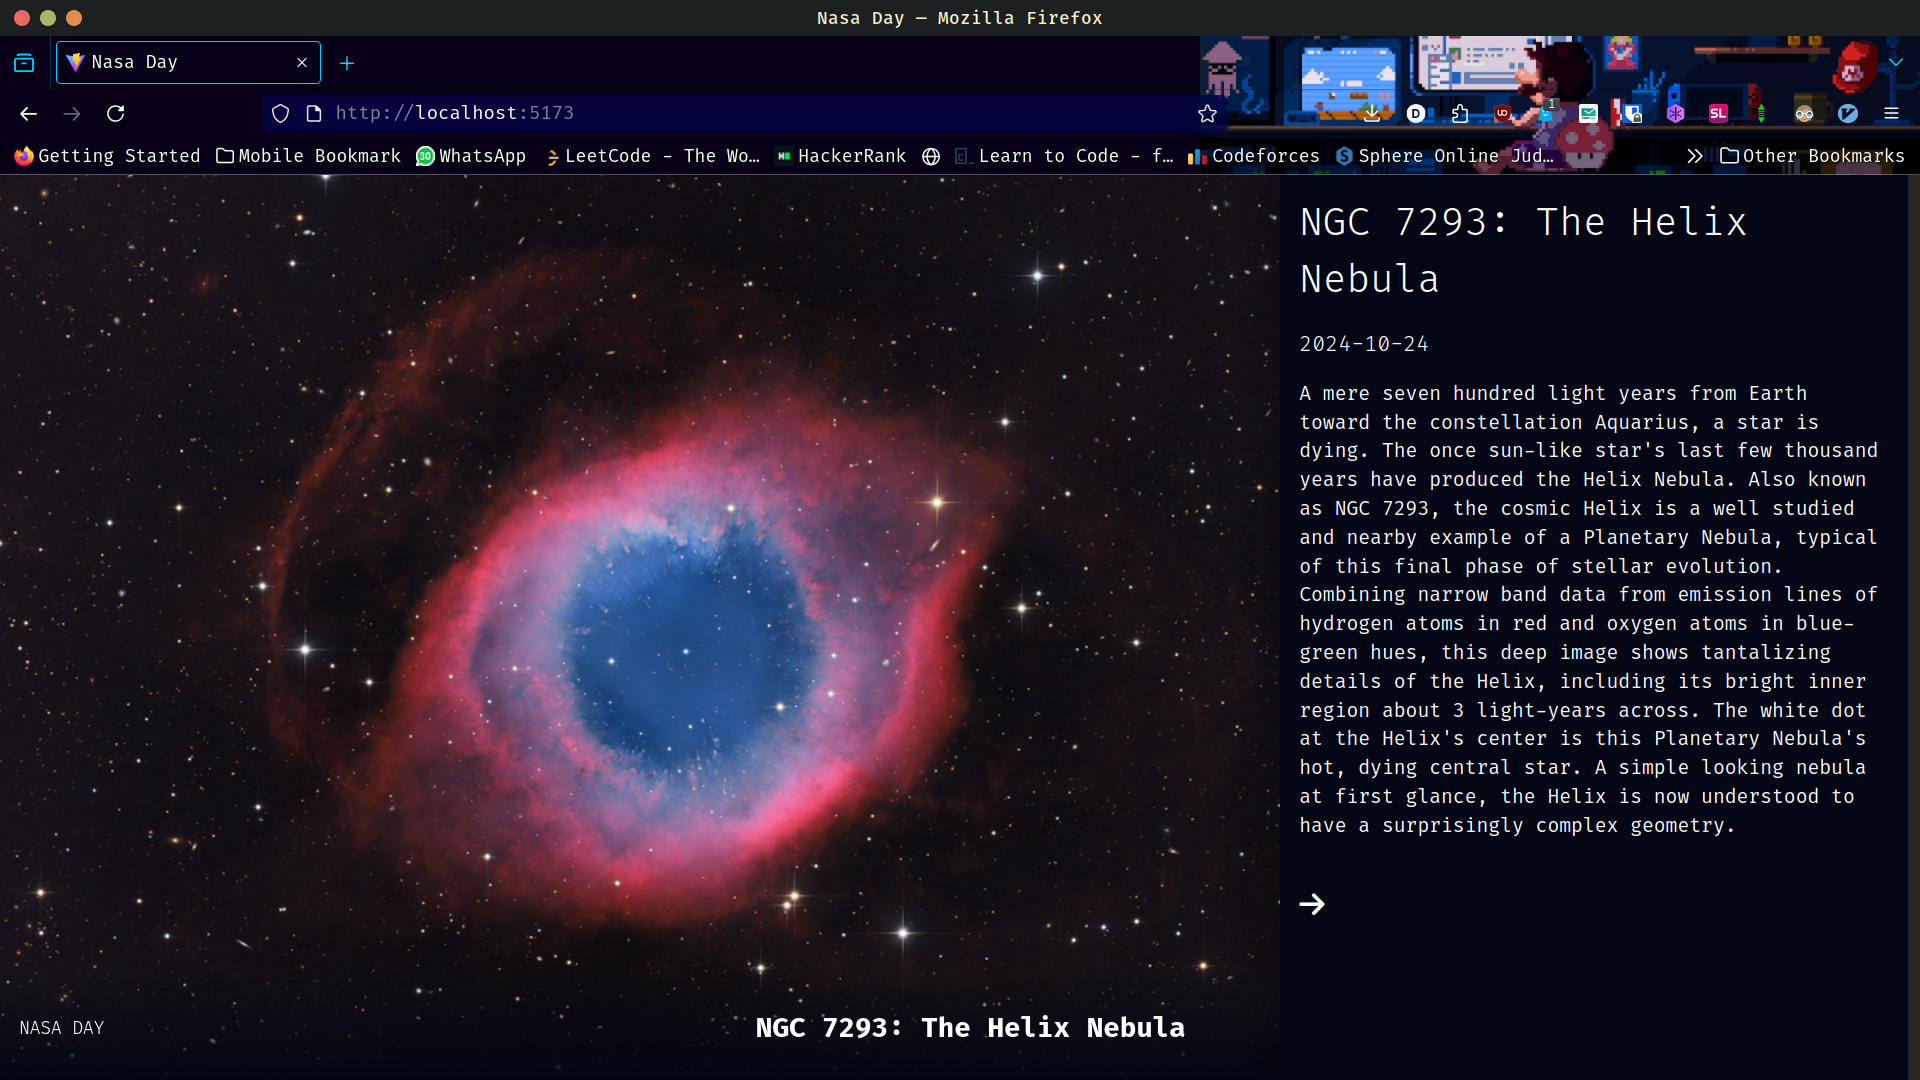 Nasa Day — Mozilla Firefox
Nasa Day
http://localhost:5173
1
Getting Started
Mobile Bookmark
30
WhatsApp
LeetCode - The Wo…
HackerRank
Learn to Code - f…
Codeforces
Sphere Online Jud…
Other Bookmarks
NGC 7293: The Helix
Nebula
2024-10-24
A mere seven hundred light years from Earth
toward the constellation Aquarius, a star is
dying. The once sun-like star's last few thousand
years have produced the Helix Nebula. Also known
as NGC 7293, the cosmic Helix is a well studied
and nearby example of a Planetary Nebula, typical
of this final phase of stellar evolution.
Combining narrow band data from emission lines of
hydrogen atoms in red and oxygen atoms in blue-
green hues, this deep image shows tantalizing
details of the Helix, including its bright inner
region about 3 light-years across. The white dot
at the Helix's center is this Planetary Nebula's
hot, dying central star. A simple looking nebula
at first glance, the Helix is now understood to
have a surprisingly complex geometry.
NASA DAY
NGC 7293: The Helix Nebula